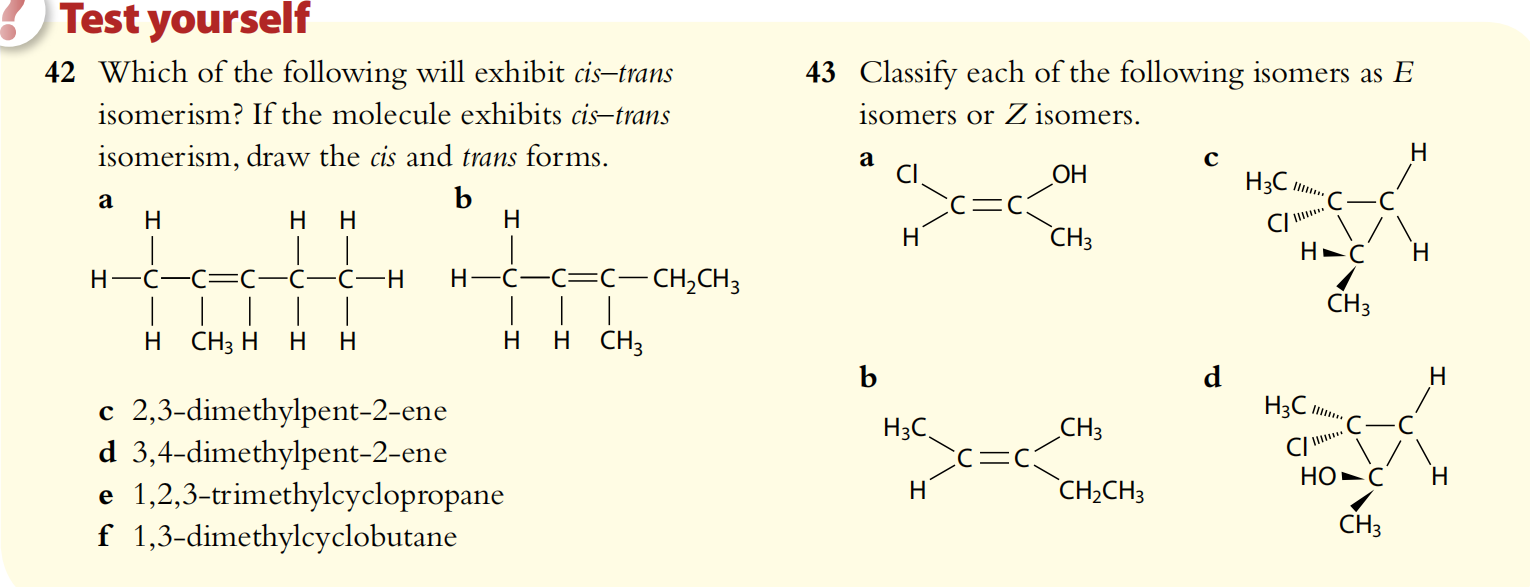 ?
Test yourself
42 Which of the following will exhibit cis–trans
isomerism? If the molecule exhibits cis–trans
isomerism, draw the cis and trans forms.
a
H H H
H—C—C=C—C—C—H
H CH3 H H H
b
H
H—C—C=C—CH2CH3
H H CH3
c 2,3-dimethylpent-2-ene
d 3,4-dimethylpent-2-ene
e 1,2,3-trimethylcyclopropane
f 1,3-dimethylcyclobutane
43 Classify each of the following isomers as E
isomers or Z isomers.
a
Cl OH
C=C
H CH3
b
H3C CH3
C=C
H CH2CH3
c
H
H3C C—C
Cl
H C H
CH3
d
H
H3C C—C
Cl
HO C H
CH3